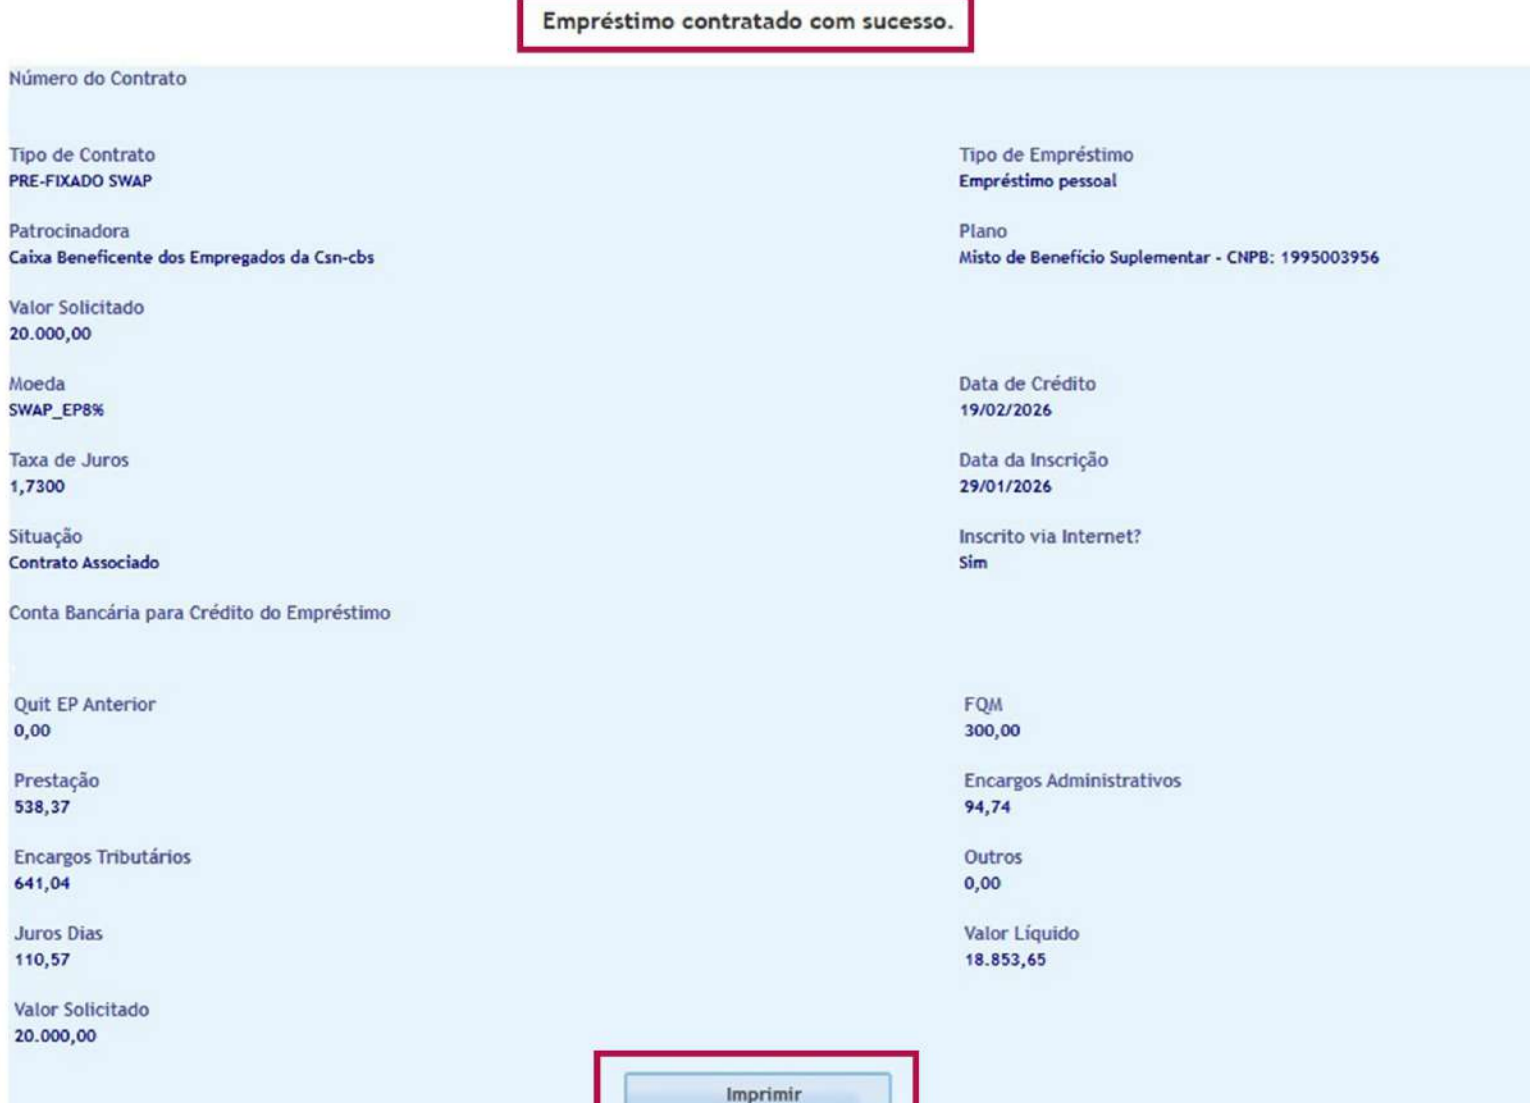 Empréstimo contratado com sucesso.
Número do Contrato
Tipo de Contrato
PRE-FIXADO SWAP
Tipo de Empréstimo
Empréstimo pessoal
Patrocinadora
Caixa Beneficente dos Empregados da Csn-cbs
Plano
Misto de Benefício Suplementar - CNPB: 1995003956
Valor Solicitado
20.000,00
Moeda
SWAP_EP8%
Data de Crédito
19/02/2026
Taxa de Juros
1,7300
Data da Inscrição
29/01/2026
Situação
Contrato Associado
Inscrito via Internet?
Sim
Conta Bancária para Crédito do Empréstimo
Quit EP Anterior
0,00
FQM
300,00
Prestação
538,37
Encargos Administrativos
94,74
Encargos Tributários
641,04
Outros
0,00
Juros Dias
110,57
Valor Líquido
18.853,65
Valor Solicitado
20.000,00
Imprimir